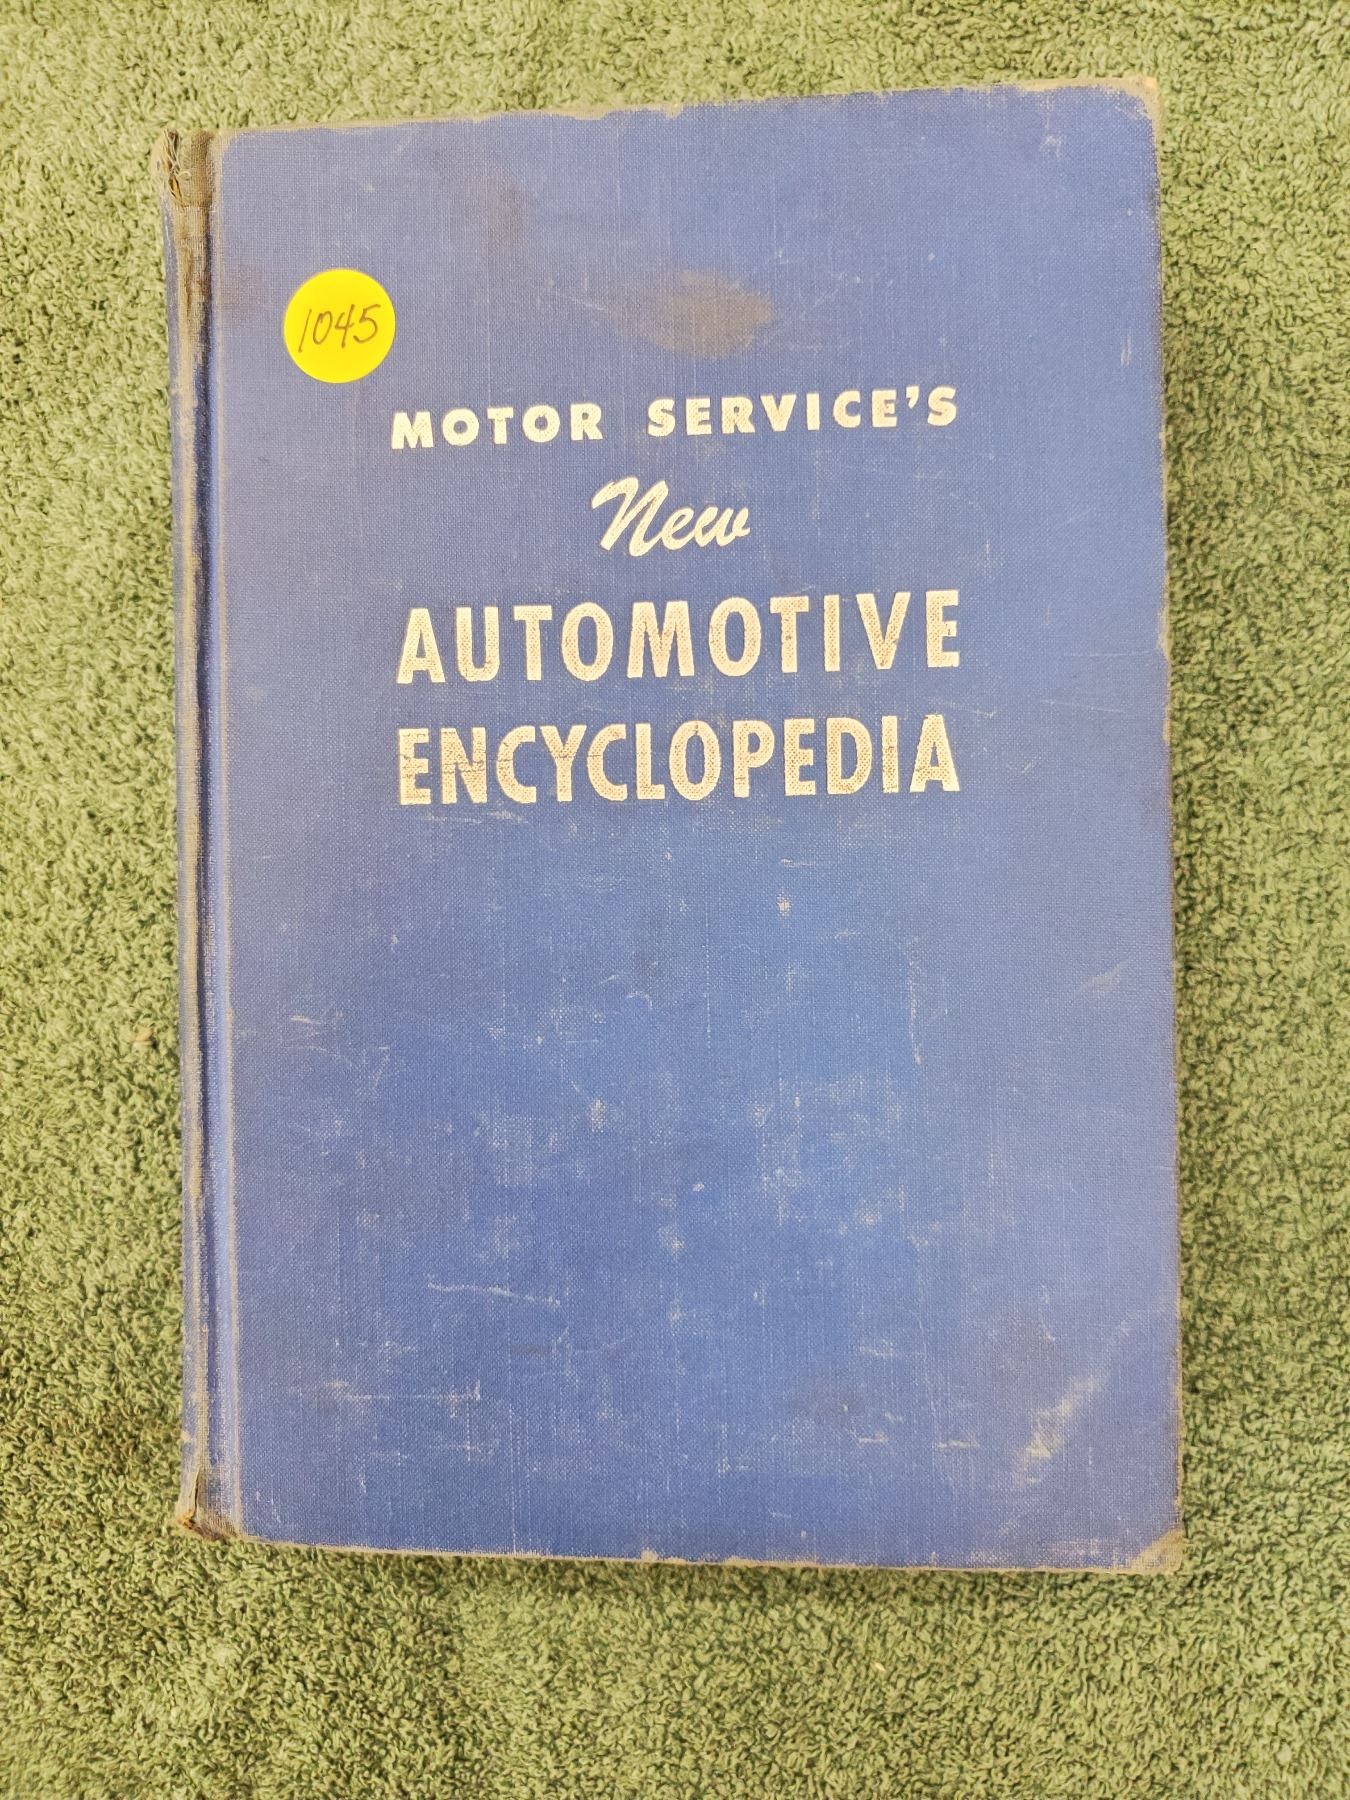 1045
MOTOR SERVICE'S
New
AUTOMOTIVE
ENCYCLOPEDIA